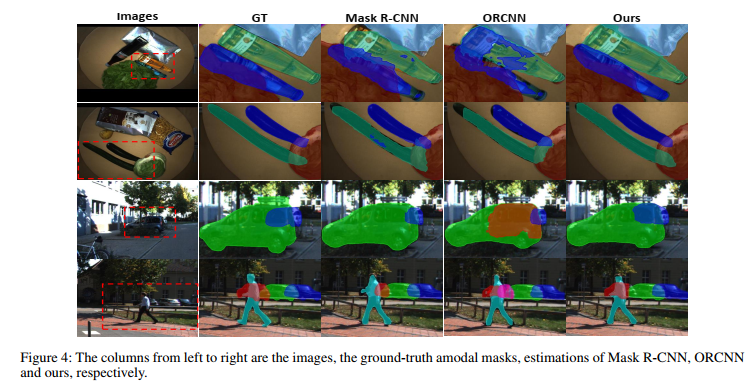 Images GT Mask R-CNN ORCNN Ours
Figure 4: The columns from left to right are the images, the ground-truth amodal masks, estimations of Mask R-CNN, ORCNN
and ours, respectively.